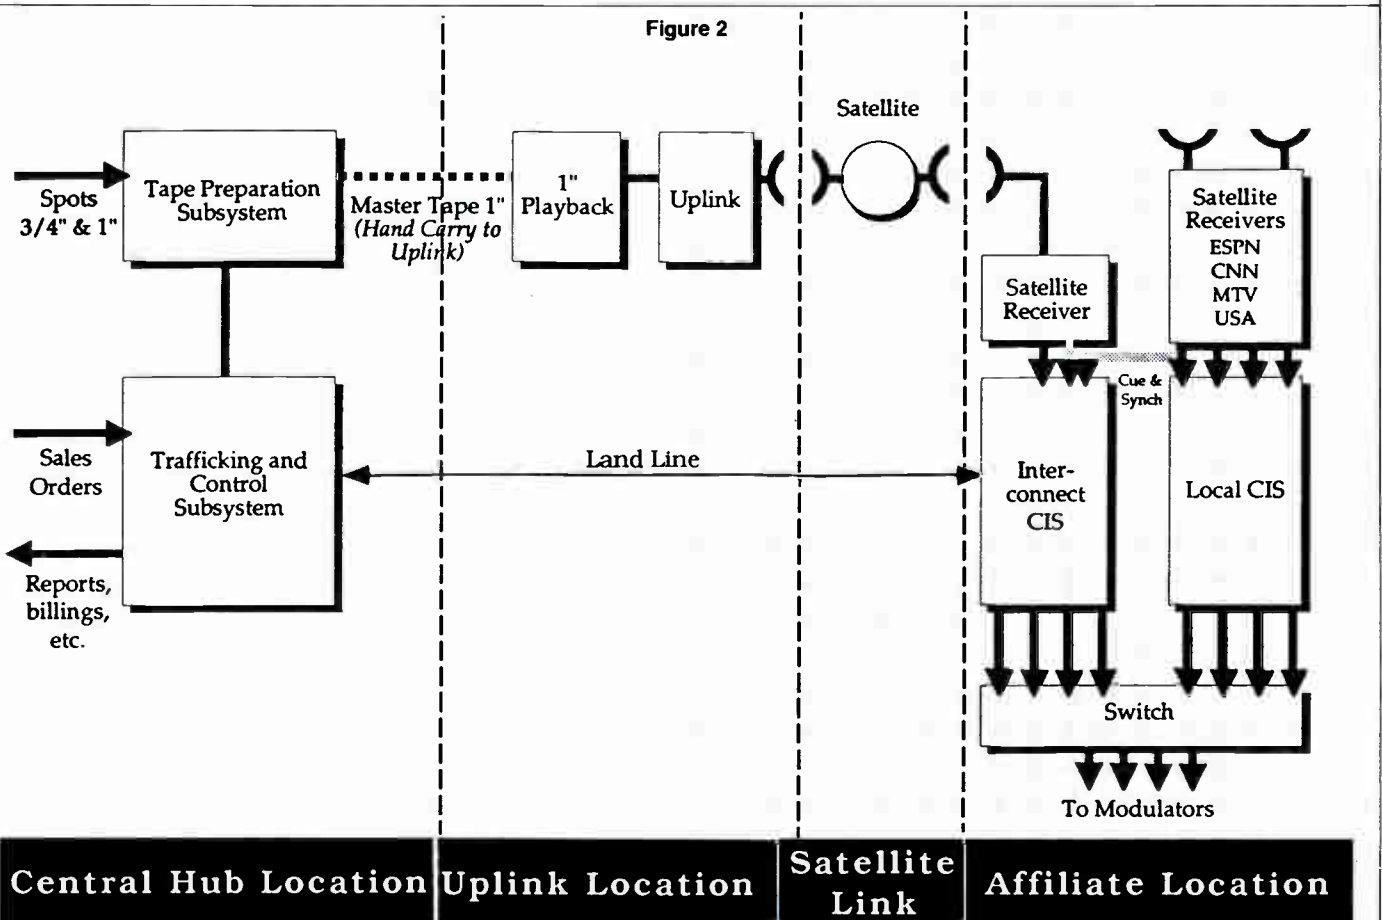 Figure 2
Satellite
Spots
3/4" & 1"
Tape Preparation
Subsystem
Master Tape 1"
(Hand Carry to
Uplink)
1"
Playback
Uplink
Satellite
Receiver
Satellite
Receivers
ESPN
CNN
MTV
USA
Cue &
Synch
Sales
Orders
Trafficking and
Control
Subsystem
Land Line
Inter-
connect
CIS
Local CIS
Reports,
billings,
etc.
Switch
To Modulators
Central Hub Location
Uplink Location
Satellite
Link
Affiliate Location